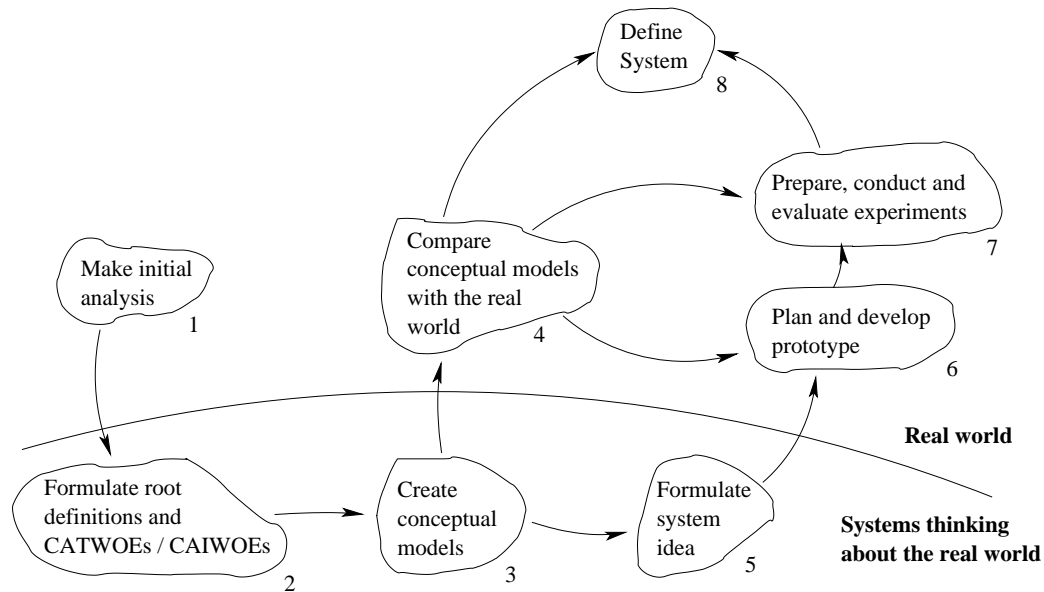 Define
System
8
Prepare, conduct and
evaluate experiments
7
Compare
conceptual models
with the real
world
4
Make initial
analysis
1
Plan and develop
prototype
6
Real world
Formulate root
definitions and
CATWOEs / CAIWOEs
2
Create
conceptual
models
3
Formulate
system
idea
5
Systems thinking
about the real world